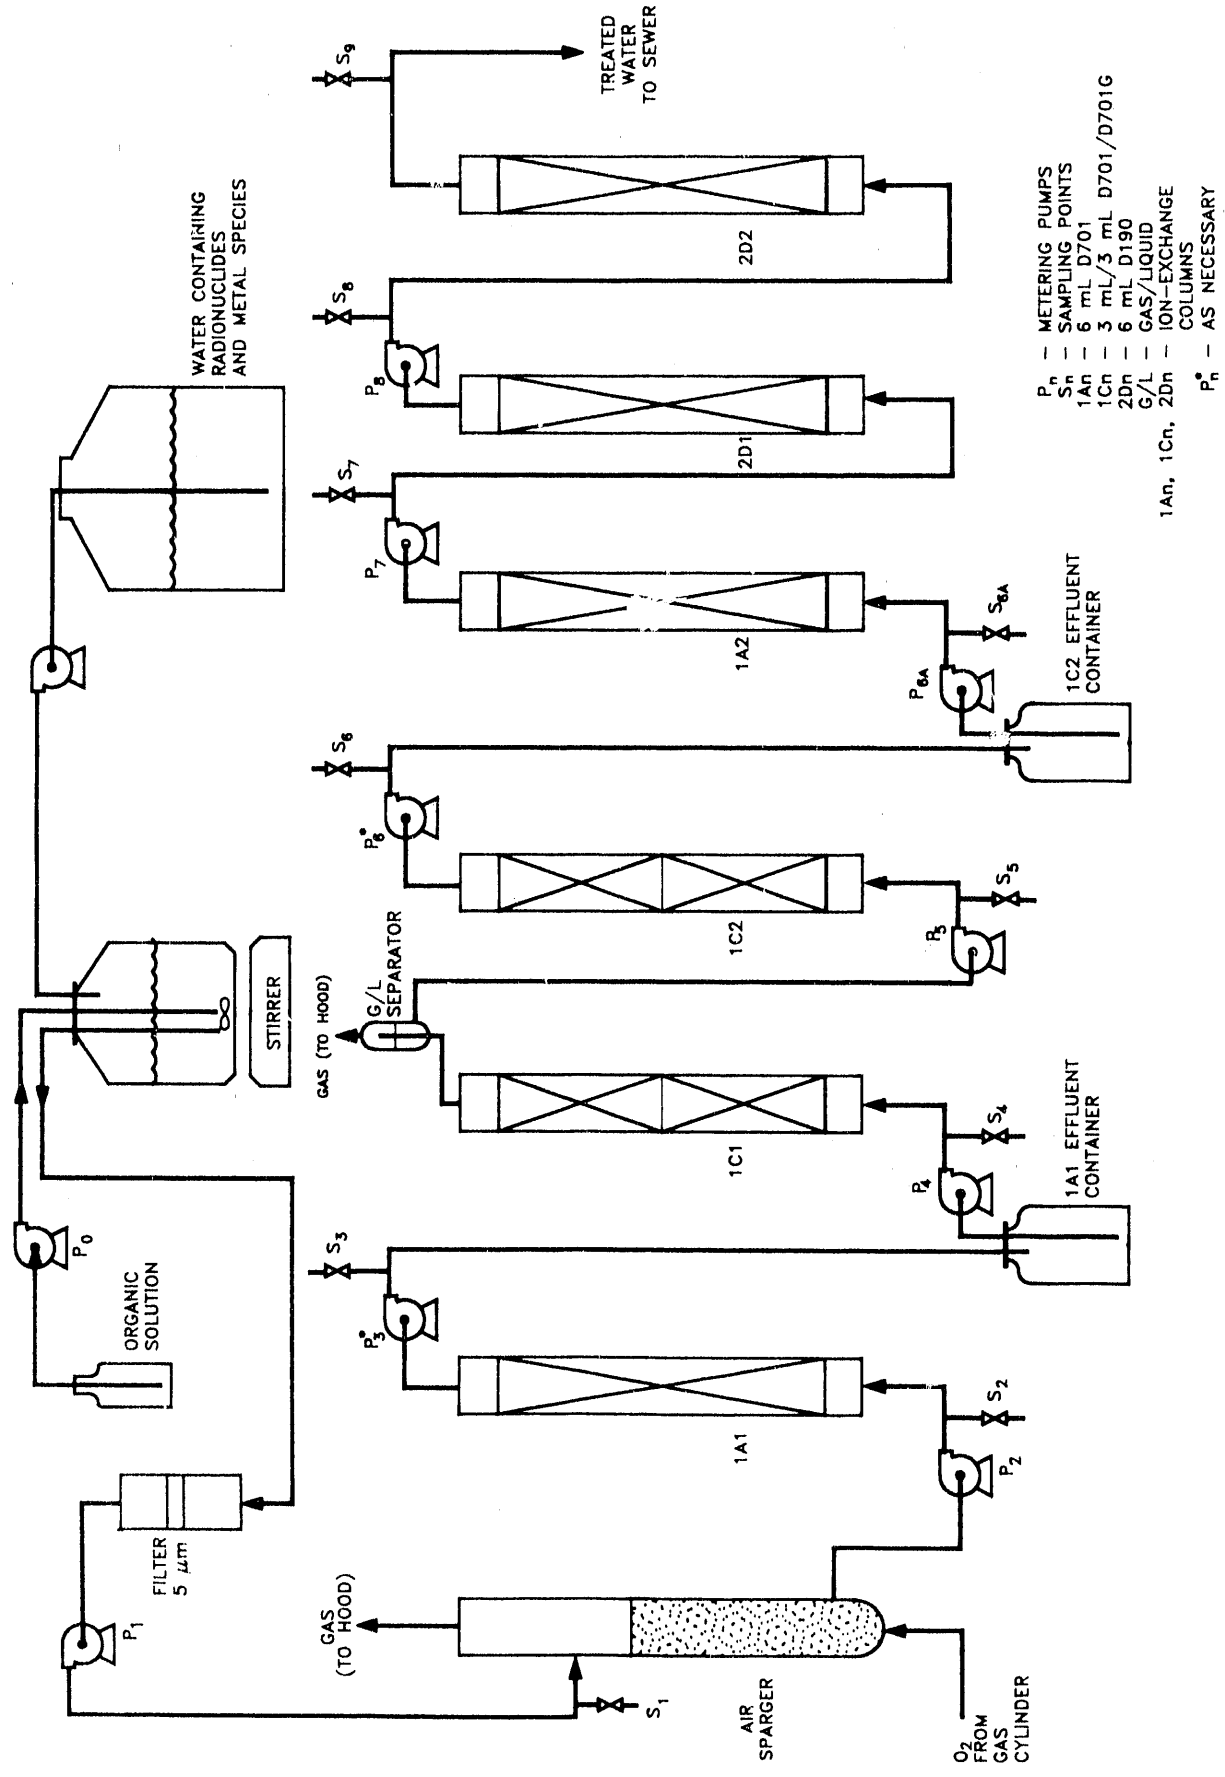 WATER CONTAINING
RADIONUCLIDES
AND METAL SPECIES
ORGANIC
SOLUTION
P0
STIRRER
FILTER
5 μm
P1
GAS
(TO HOOD)
S1
AIR
SPARGER
O2
FROM
GAS
CYLINDER
P2
S2
1A1
P3*
S3
1A1 EFFLUENT
CONTAINER
P4
S4
1C1
GAS (TO HOOD)
G/L
SEPARATOR
P5
S5
1C2
P6*
S6
1C2 EFFLUENT
CONTAINER
P6A
S6A
1A2
P7
S7
2D1
P8
S8
2D2
S9
TREATED
WATER
TO SEWER
Pn – METERING PUMPS
Sn – SAMPLING POINTS
1An – 6 mL D701
1Cn – 3 mL/3 mL D701/D701G
2Dn – 6 mL D190
G/L – GAS/LIQUID
1An, 1Cn, 2Dn – ION-EXCHANGE
COLUMNS
Pn* – AS NECESSARY